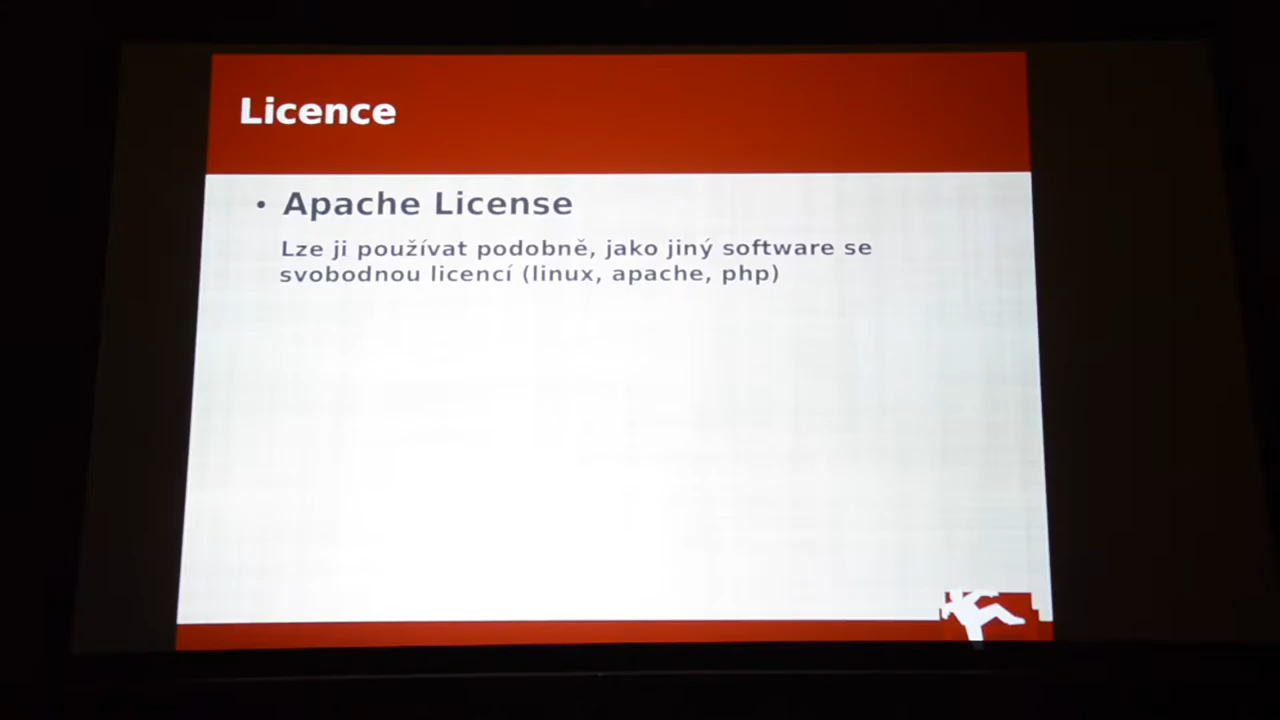 Licence
• Apache License
Lze ji používat podobně, jako jiný software se
svobodnou licencí (linux, apache, php)